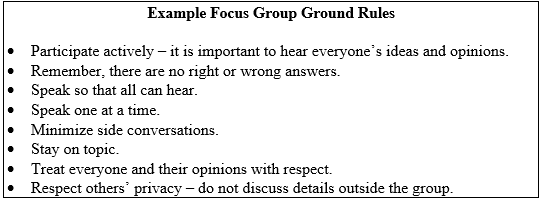 Example Focus Group Ground Rules
• Participate actively – it is important to hear everyone’s ideas and opinions.
• Remember, there are no right or wrong answers.
• Speak so that all can hear.
• Speak one at a time.
• Minimize side conversations.
• Stay on topic.
• Treat everyone and their opinions with respect.
• Respect others’ privacy – do not discuss details outside the group.